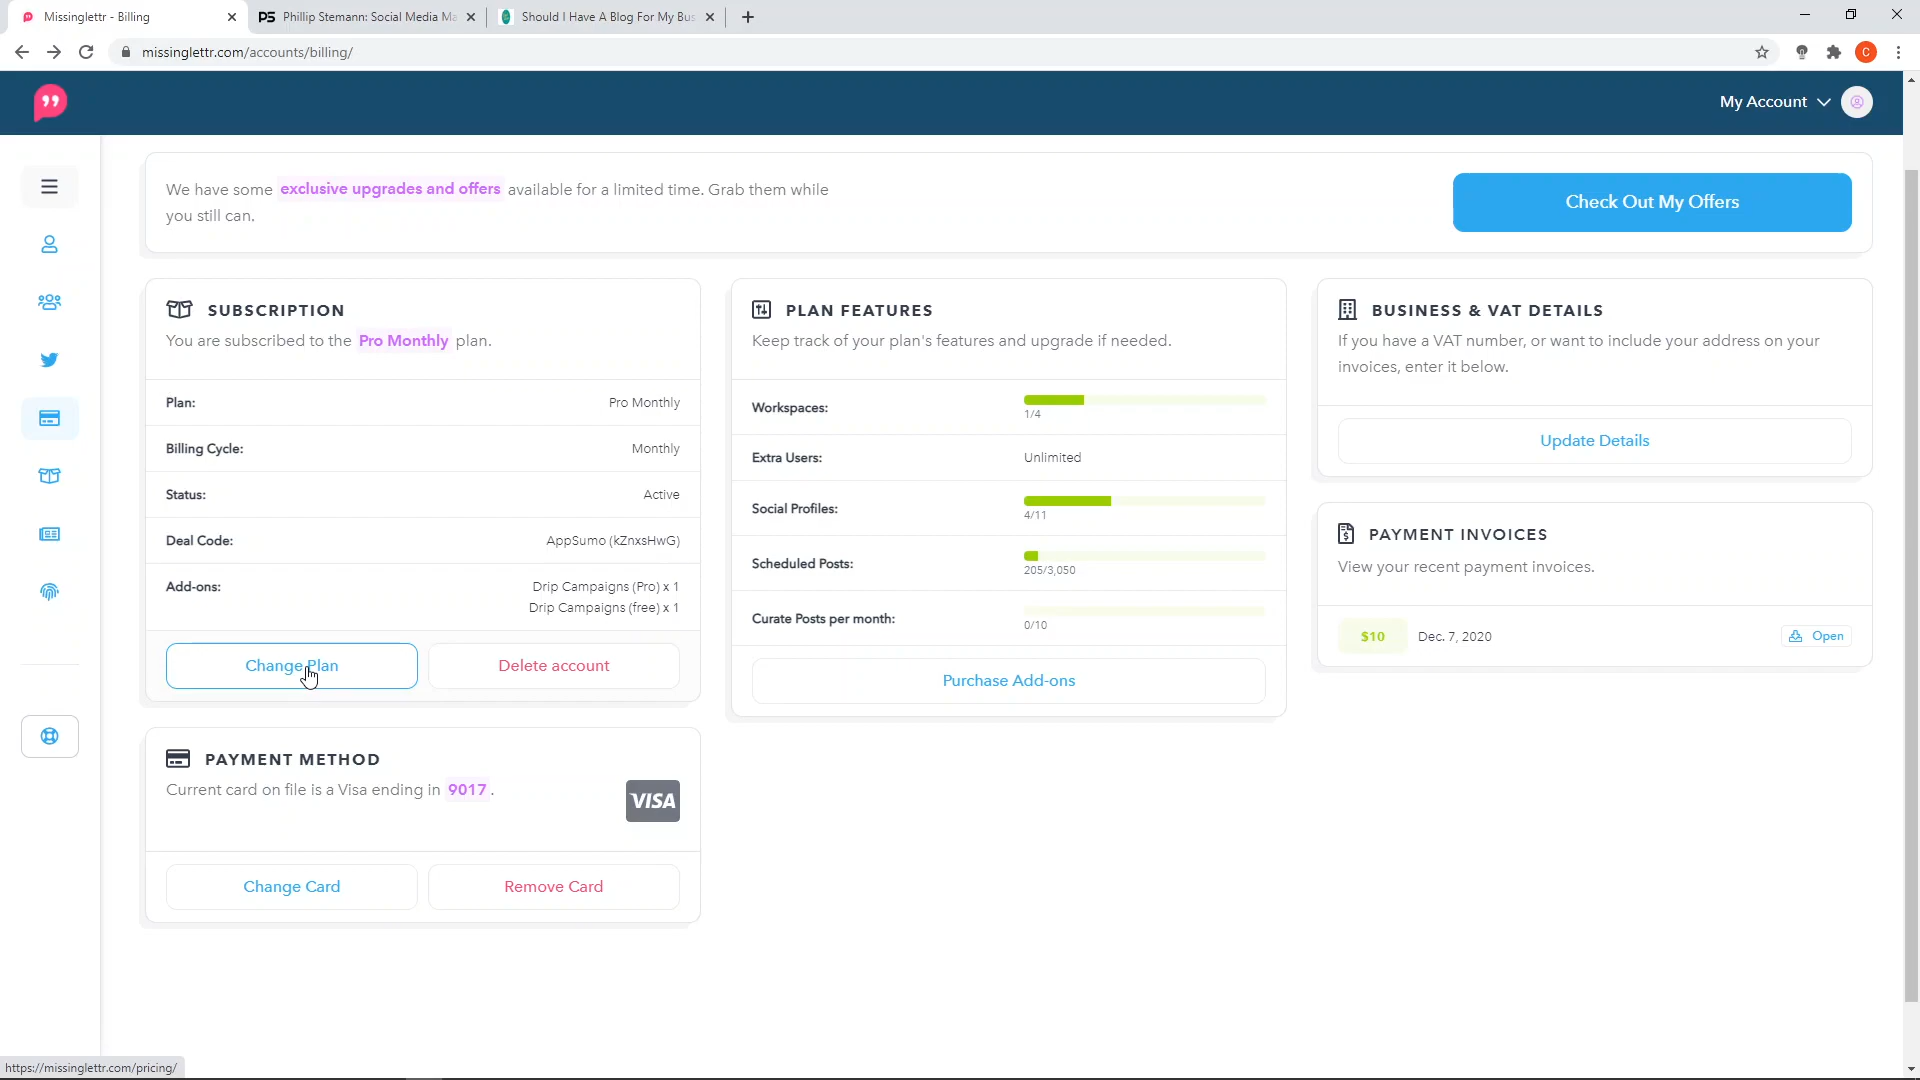 Missinglettr - Billing
PS Phillip Stemann: Social Media Ma
Should I Have A Blog For My Bus
missinglettr.com/accounts/billing/
C
My Account
We have some exclusive upgrades and offers available for a limited time. Grab them while
you still can.
Check Out My Offers
SUBSCRIPTION
You are subscribed to the Pro Monthly plan.
Plan: Pro Monthly
Billing Cycle: Monthly
Status: Active
Deal Code: AppSumo (kZnxsHwG)
Add-ons: Drip Campaigns (Pro) x 1
Drip Campaigns (free) x 1
Change Plan
Delete account
PAYMENT METHOD
Current card on file is a Visa ending in 9017.
VISA
Change Card
Remove Card
PLAN FEATURES
Keep track of your plan's features and upgrade if needed.
Workspaces:
1/4
Extra Users: Unlimited
Social Profiles:
4/11
Scheduled Posts:
205/3,050
Curate Posts per month:
0/10
Purchase Add-ons
BUSINESS & VAT DETAILS
If you have a VAT number, or want to include your address on your
invoices, enter it below.
Update Details
PAYMENT INVOICES
View your recent payment invoices.
$10 Dec. 7, 2020 Open
https://missinglettr.com/pricing/